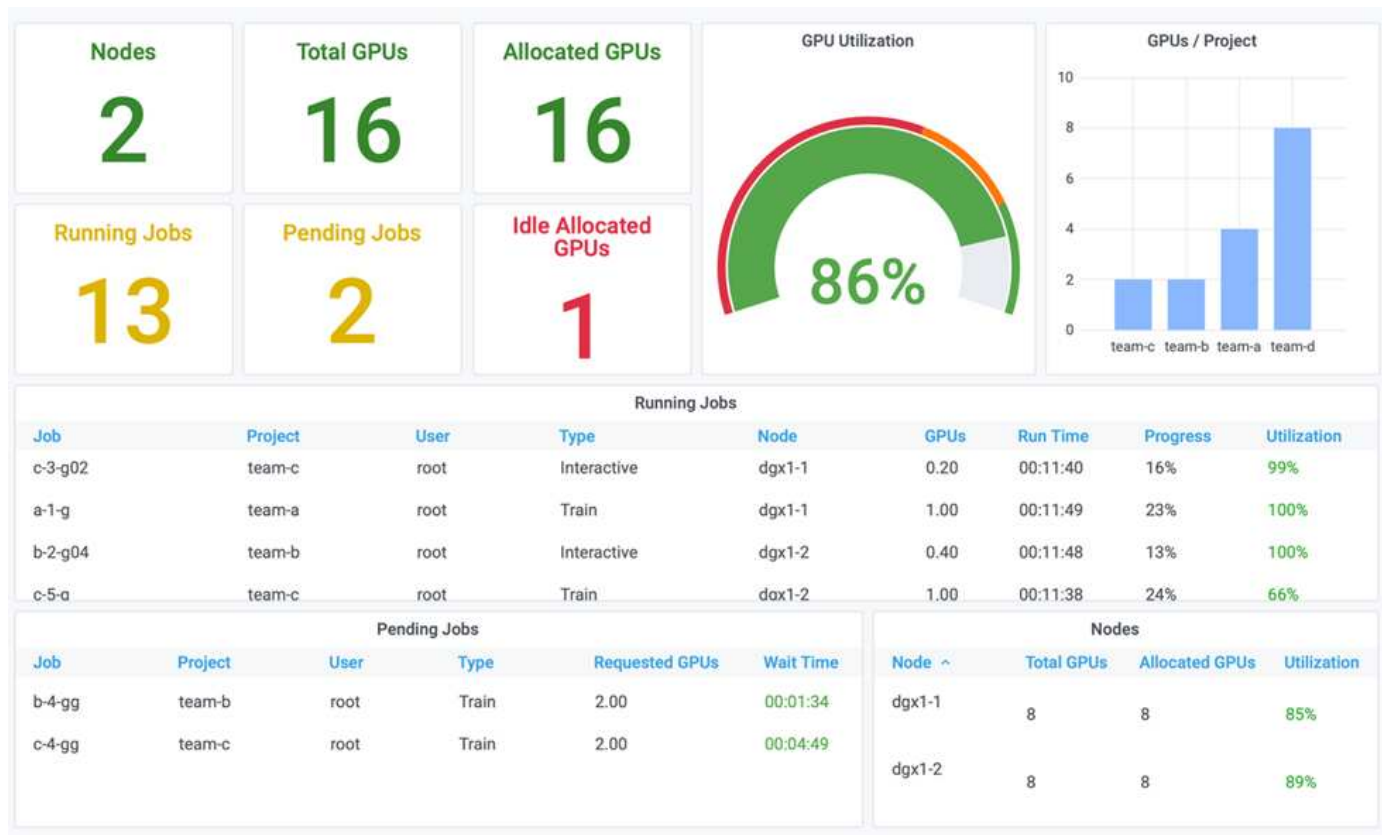 Nodes
2
Total GPUs
16
Allocated GPUs
16
Running Jobs
13
Pending Jobs
2
Idle Allocated
GPUs
1
GPU Utilization
86%
GPUs / Project
10
8
6
4
2
0
team-c team-b team-a team-d
Running Jobs
Job Project User Type Node GPUs Run Time Progress Utilization
c-3-g02 team-c root Interactive dgx1-1 0.20 00:11:40 16% 99%
a-1-g team-a root Train dgx1-1 1.00 00:11:49 23% 100%
b-2-g04 team-b root Interactive dgx1-2 0.40 00:11:48 13% 100%
c-5-g team-c root Train dgx1-2 1.00 00:11:38 24% 66%
Pending Jobs
Job Project User Type Requested GPUs Wait Time
b-4-gg team-b root Train 2.00 00:01:34
c-4-gg team-c root Train 2.00 00:04:49
Nodes
Node Total GPUs Allocated GPUs Utilization
dgx1-1 8 8 85%
dgx1-2 8 8 89%